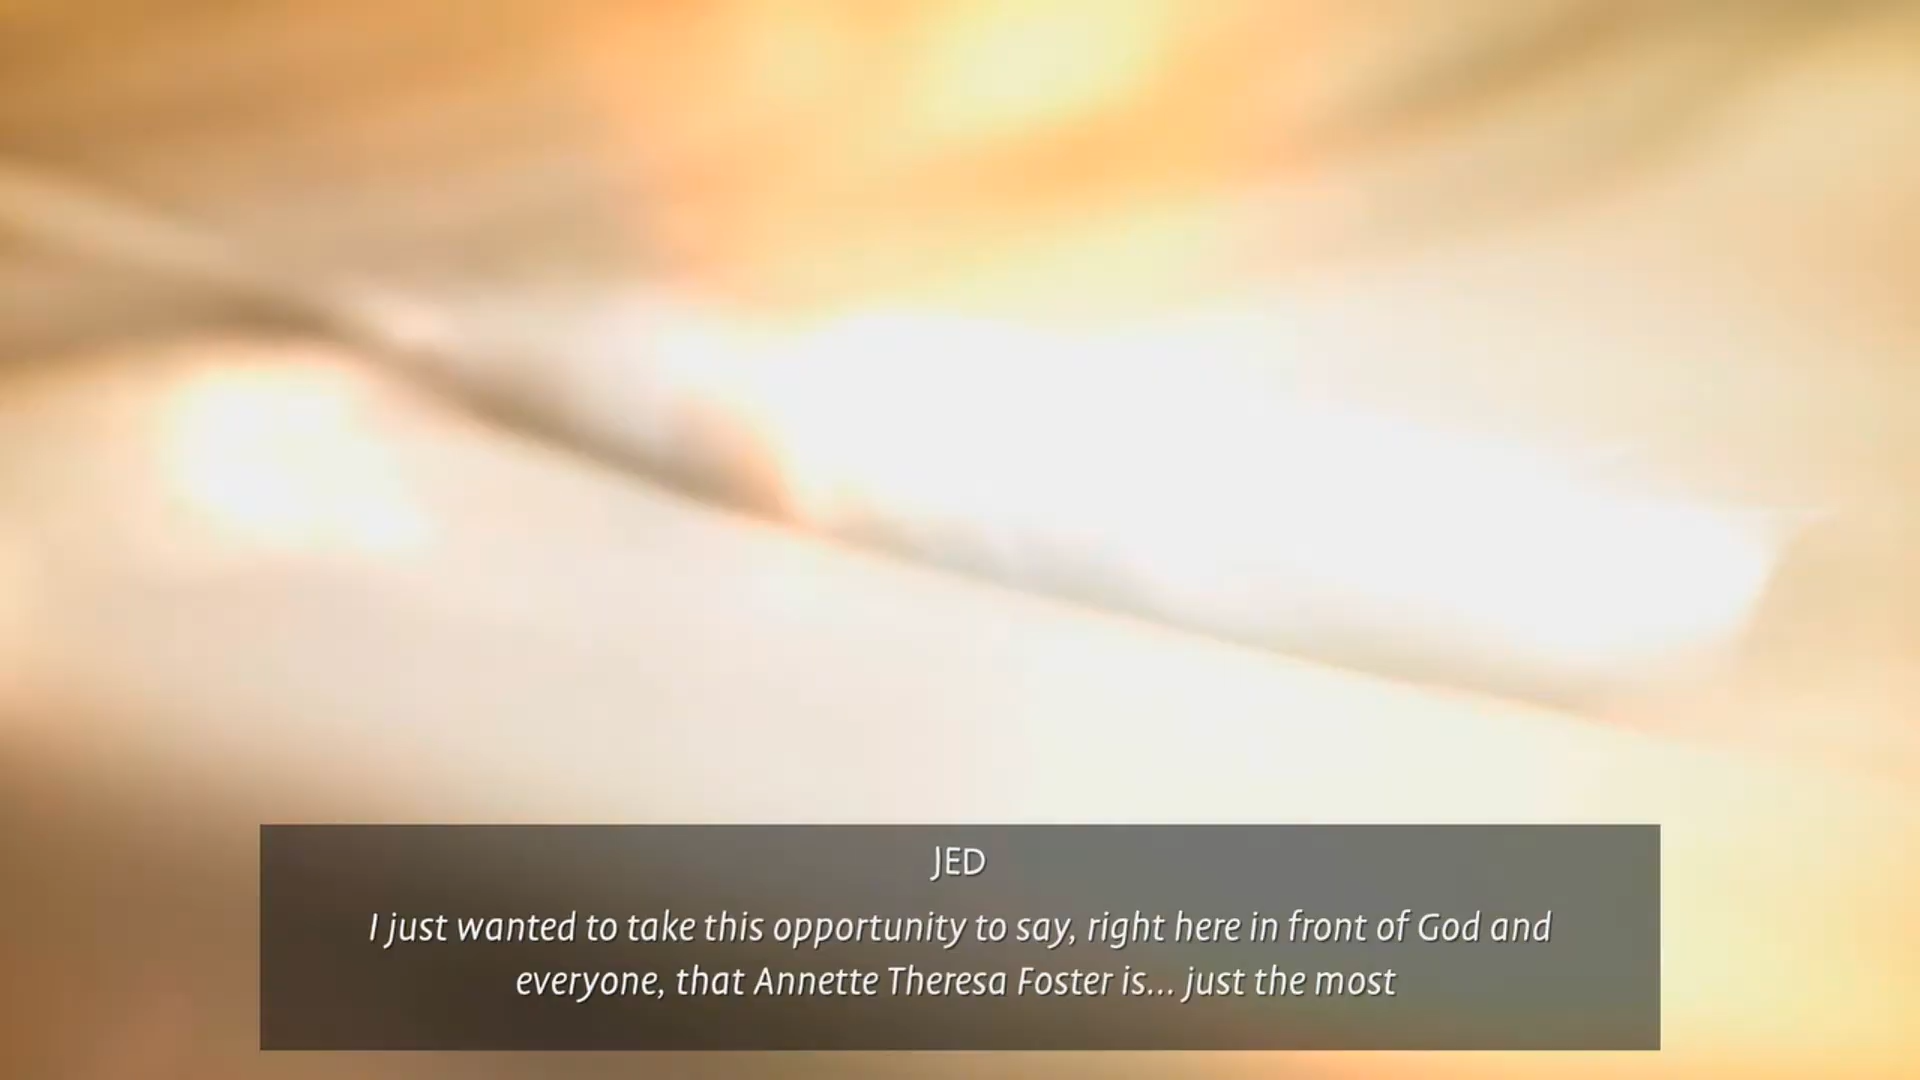 JED
I just wanted to take this opportunity to say, right here in front of God and
everyone, that Annette Theresa Foster is... just the most